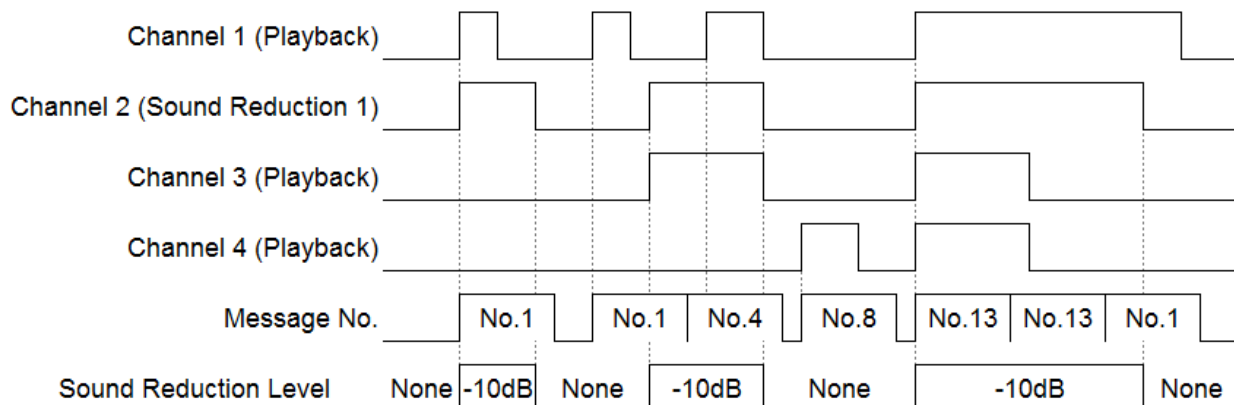 Channel 1 (Playback)
Channel 2 (Sound Reduction 1)
Channel 3 (Playback)
Channel 4 (Playback)
Message No. No.1 No.1 No.4 No.8 No.13 No.13 No.1
Sound Reduction Level None -10dB None -10dB None -10dB None